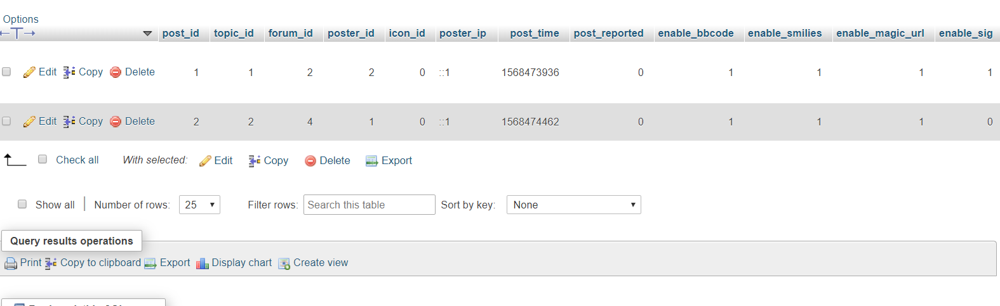 Options
post_id topic_id forum_id poster_id icon_id poster_ip post_time post_reported enable_bbcode enable_smilies enable_magic_url enable_sig
Edit Copy Delete 1 1 2 2 0 ::1 1568473936 0 1 1 1 1
Edit Copy Delete 2 2 4 1 0 ::1 1568474462 0 1 1 1 0
Check all With selected: Edit Copy Delete Export
Show all Number of rows: 25 Filter rows: Search this table Sort by key: None
Query results operations
Print Copy to clipboard Export Display chart Create view